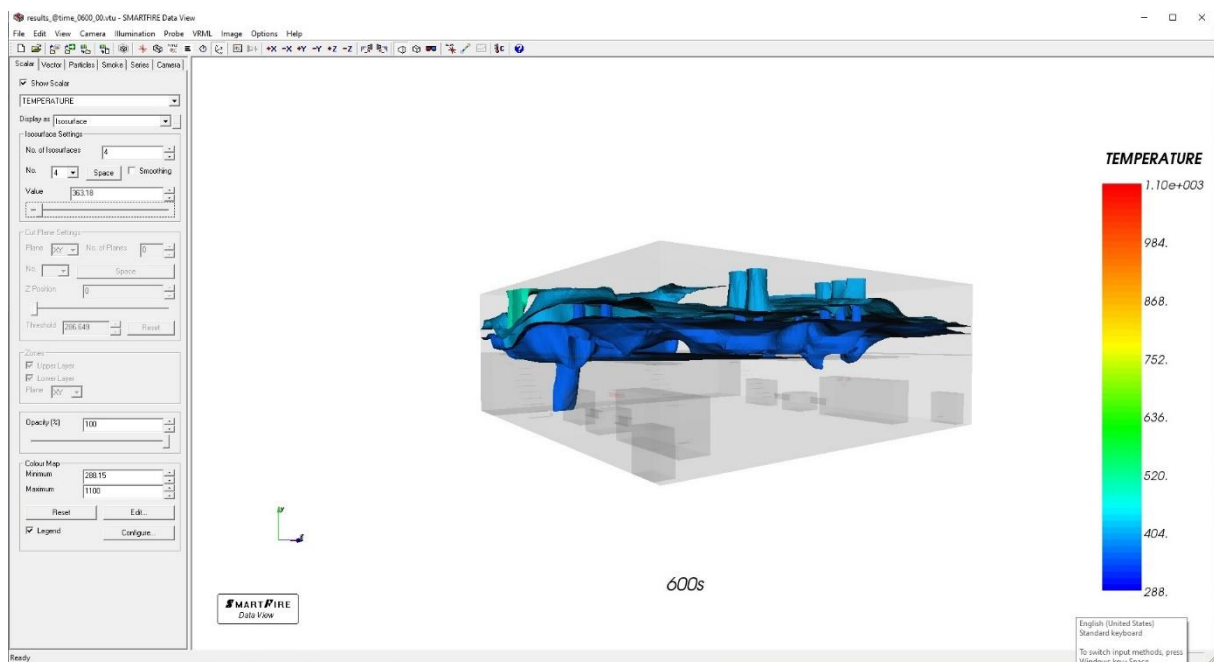 results_@time_0600_00.vtu - SMARTFIRE Data View
File Edit View Camera Illumination Probe VRML Image Options Help
+X -X +Y -Y +Z -Z
Scalar Vector Particles Smoke Series Camera
Show Scalar
TEMPERATURE
Display as Isosurface
Isosurface Settings
No. of Isosurfaces 4
No. 4 Space Smoothing
Value 363.18
Cut Plane Settings
Plane XY No. of Planes 0
No. Space
Z Position 0
Threshold 286.649 Reset
Zones
Upper Layer
Lower Layer
Plane XY
Opacity (%) 100
Colour Map
Minimum 288.15
Maximum 1100
Reset Edit...
Legend Configure...
SMARTFIRE
Data View
600s
TEMPERATURE
1.10e+003
984.
868.
752.
636.
520.
404.
288.
English (United States)
Standard keyboard
To switch input methods, press
Windows key+Space
Ready